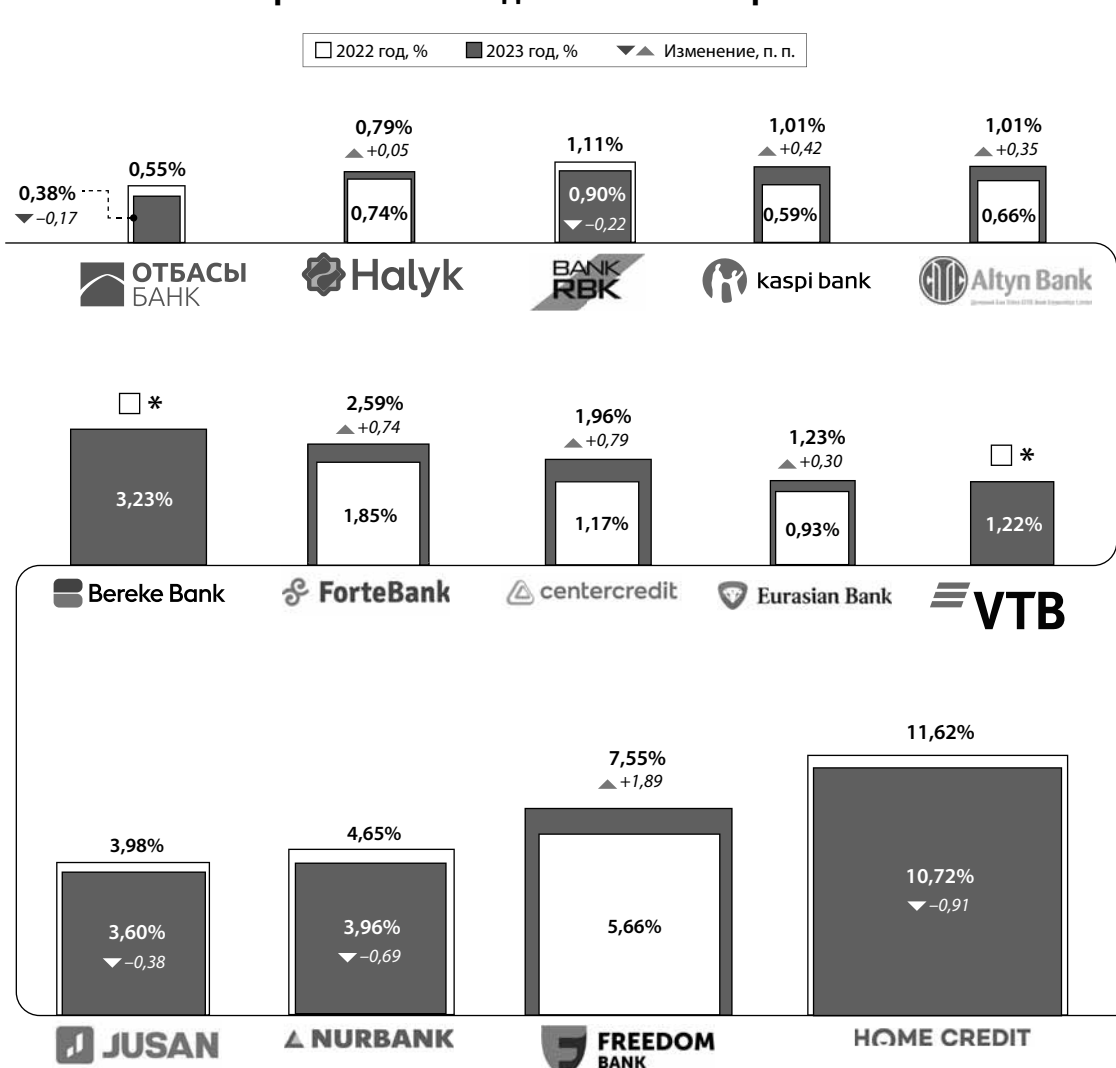 2022 год, % 2023 год, % Изменение, п. п.
0,55%
0,38%
–0,17
0,79%
+0,05
0,74%
1,11%
0,90%
–0,22
1,01%
+0,42
0,59%
1,01%
+0,35
0,66%
ОТБАСЫ
БАНК
Halyk
BANK
RBK
kaspi bank
Altyn Bank
*
3,23%
2,59%
+0,74
1,85%
1,96%
+0,79
1,17%
1,23%
+0,30
0,93%
*
1,22%
Bereke Bank
ForteBank
centercredit
Eurasian Bank
VTB
3,98%
3,60%
–0,38
4,65%
3,96%
–0,69
7,55%
+1,89
5,66%
11,62%
10,72%
–0,91
JUSAN
NURBANK
FREEDOM
BANK
HOME CREDIT